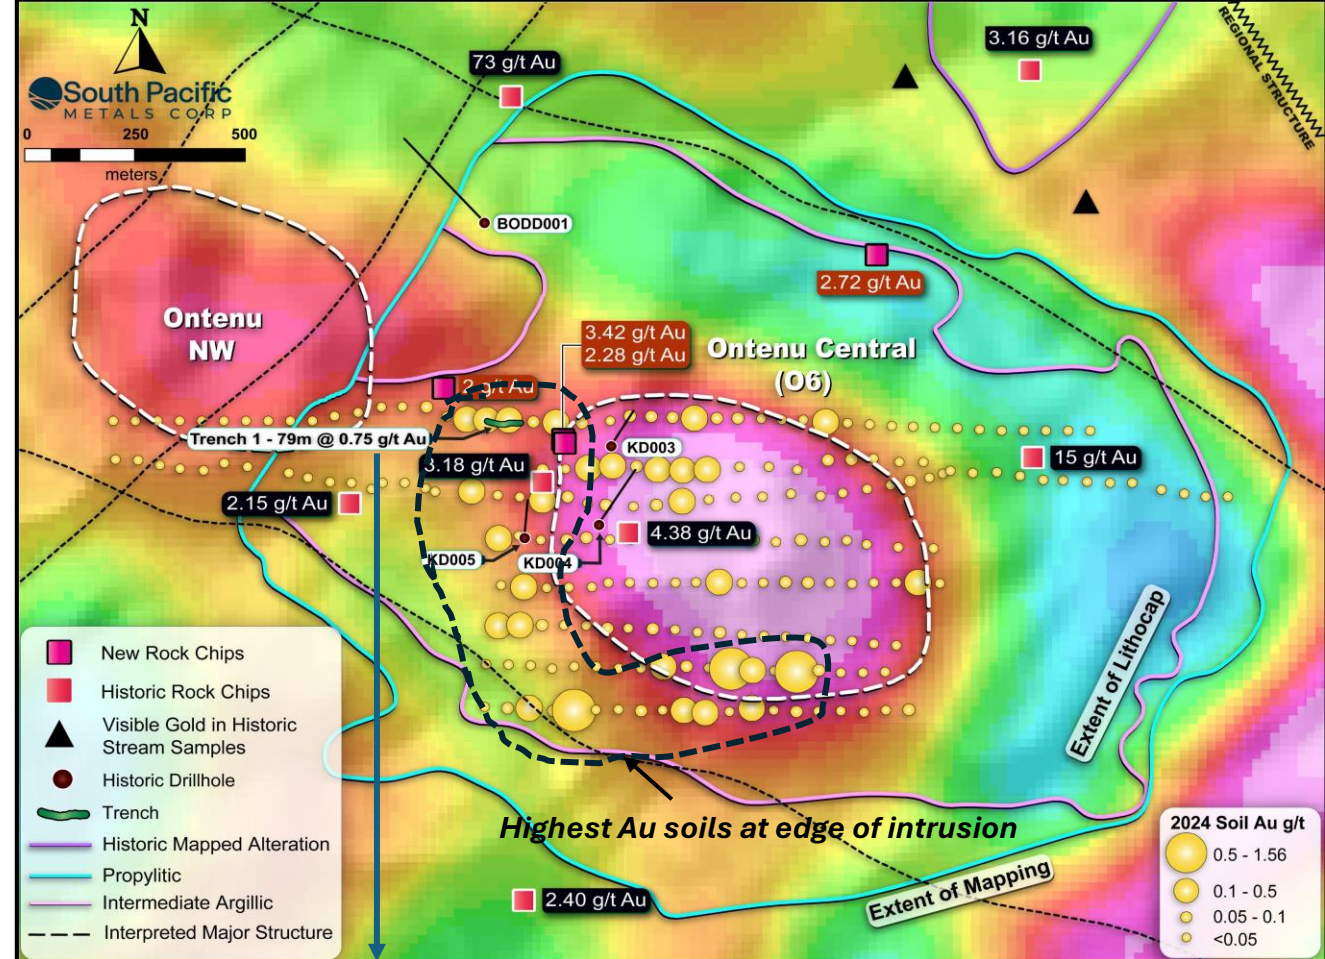 N
South Pacific
METALS CORP
0 250 500
meters
73 g/t Au
3.16 g/t Au
REGIONAL STRUCTURE
BODD001
2.72 g/t Au
Ontenu
NW
3.42 g/t Au
2.28 g/t Au
Ontenu Central
(O6)
2 g/t Au
Trench 1 - 79m @ 0.75 g/t Au
KD003
3.18 g/t Au
15 g/t Au
2.15 g/t Au
4.38 g/t Au
KD005
KD004
Extent of Lithocap
Highest Au soils at edge of intrusion
Extent of Mapping
2.40 g/t Au
New Rock Chips
Historic Rock Chips
Visible Gold in Historic
Stream Samples
Historic Drillhole
Trench
Historic Mapped Alteration
Propylitic
Intermediate Argillic
Interpreted Major Structure
2024 Soil Au g/t
0.5 - 1.56
0.1 - 0.5
0.05 - 0.1
<0.05